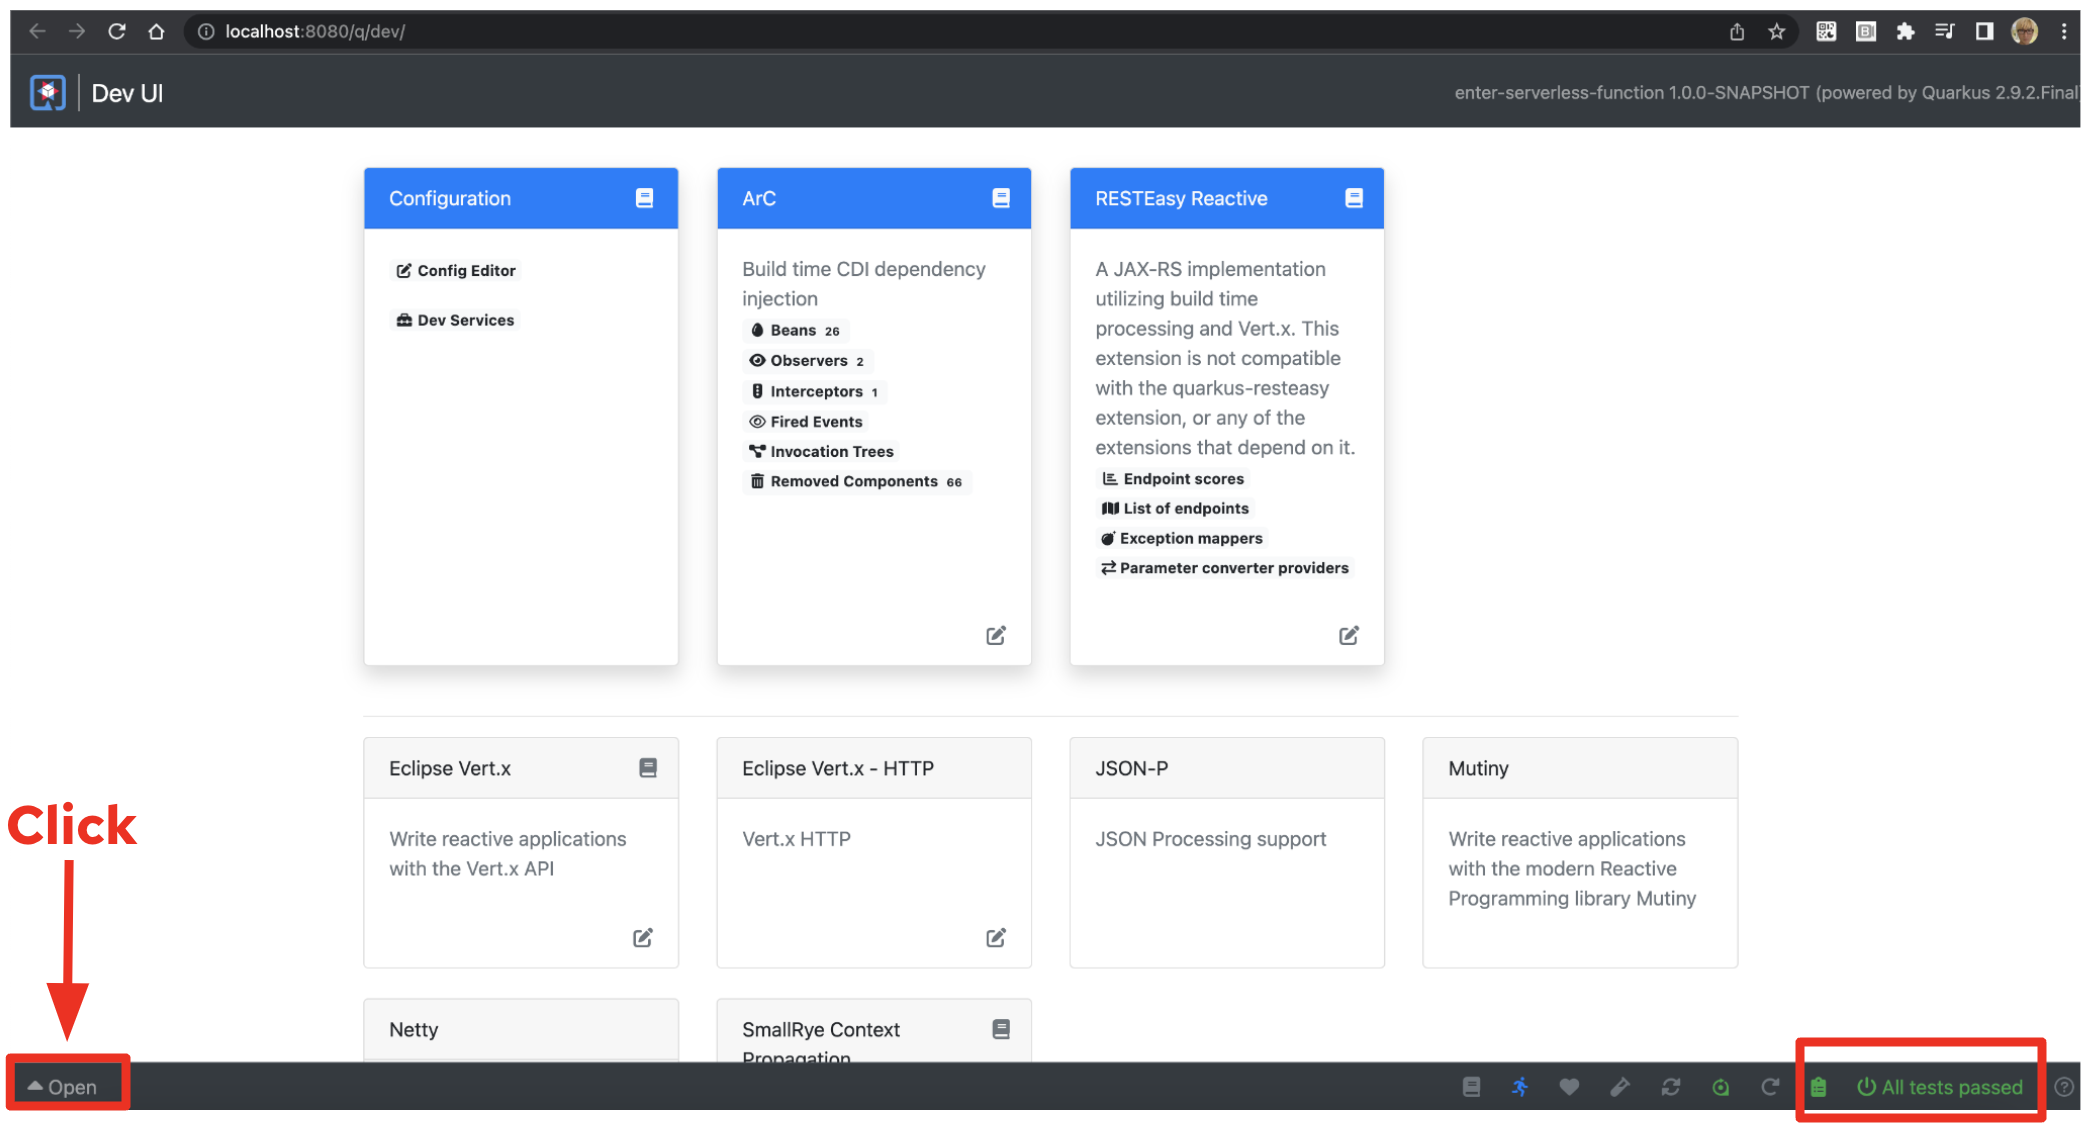 localhost:8080/q/dev/
Dev UI
enter-serverless-function 1.0.0-SNAPSHOT (powered by Quarkus 2.9.2.Final)
Configuration
Config Editor
Dev Services
ArC
Build time CDI dependency
injection
Beans 26
Observers 2
Interceptors 1
Fired Events
Invocation Trees
Removed Components 66
RESTEasy Reactive
A JAX-RS implementation
utilizing build time
processing and Vert.x. This
extension is not compatible
with the quarkus-resteasy
extension, or any of the
extensions that depend on it.
Endpoint scores
List of endpoints
Exception mappers
Parameter converter providers
Eclipse Vert.x
Write reactive applications
with the Vert.x API
Eclipse Vert.x - HTTP
Vert.x HTTP
JSON-P
JSON Processing support
Mutiny
Write reactive applications
with the modern Reactive
Programming library Mutiny
Click
Netty
SmallRye Context
Propagation
Open
All tests passed